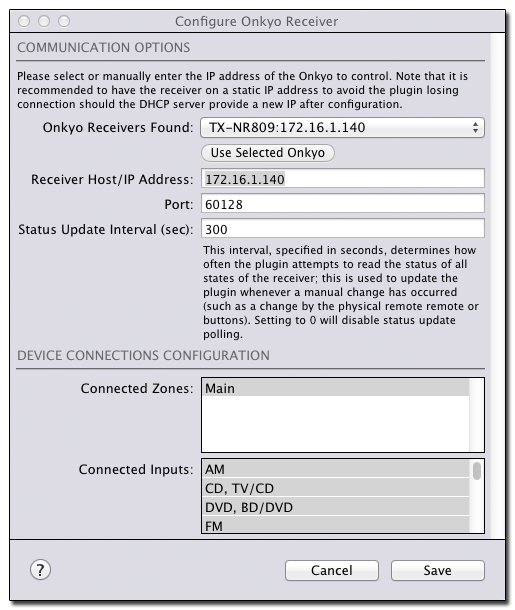 Configure Onkyo Receiver
COMMUNICATION OPTIONS
Please select or manually enter the IP address of the Onkyo to control. Note that it is
recommended to have the receiver on a static IP address to avoid the plugin losing
connection should the DHCP server provide a new IP after configuration.
Onkyo Receivers Found: TX-NR809:172.16.1.140
Use Selected Onkyo
Receiver Host/IP Address: 172.16.1.140
Port: 60128
Status Update Interval (sec): 300
This interval, specified in seconds, determines how
often the plugin attempts to read the status of all
states of the receiver; this is used to update the
plugin whenever a manual change has occurred
(such as a change by the physical remote remote or
buttons). Setting to 0 will disable status update
polling.
DEVICE CONNECTIONS CONFIGURATION
Connected Zones: Main
Connected Inputs: AM
CD, TV/CD
DVD, BD/DVD
FM
? Cancel Save